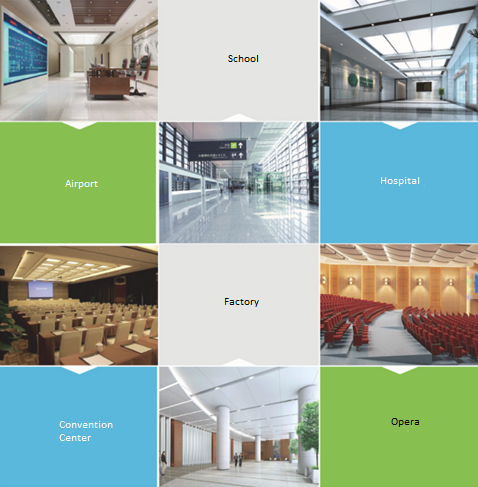 School
Airport
Hospital
Factory
Convention
Center
Opera